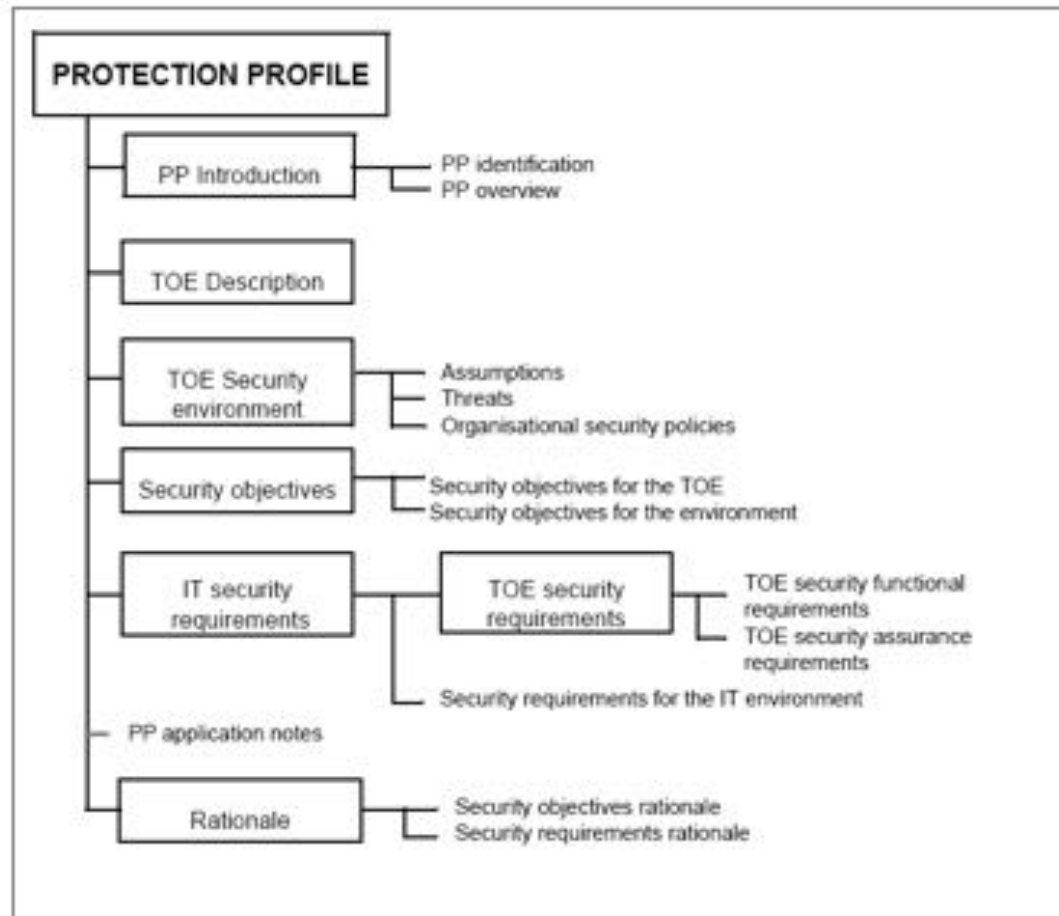 PROTECTION PROFILE
PP Introduction
PP identification
PP overview
TOE Description
TOE Security
environment
Assumptions
Threats
Organisational security policies
Security objectives
Security objectives for the TOE
Security objectives for the environment
IT security
requirements
TOE security
requirements
TOE security functional
requirements
TOE security assurance
requirements
Security requirements for the IT environment
PP application notes
Rationale
Security objectives rationale
Security requirements rationale